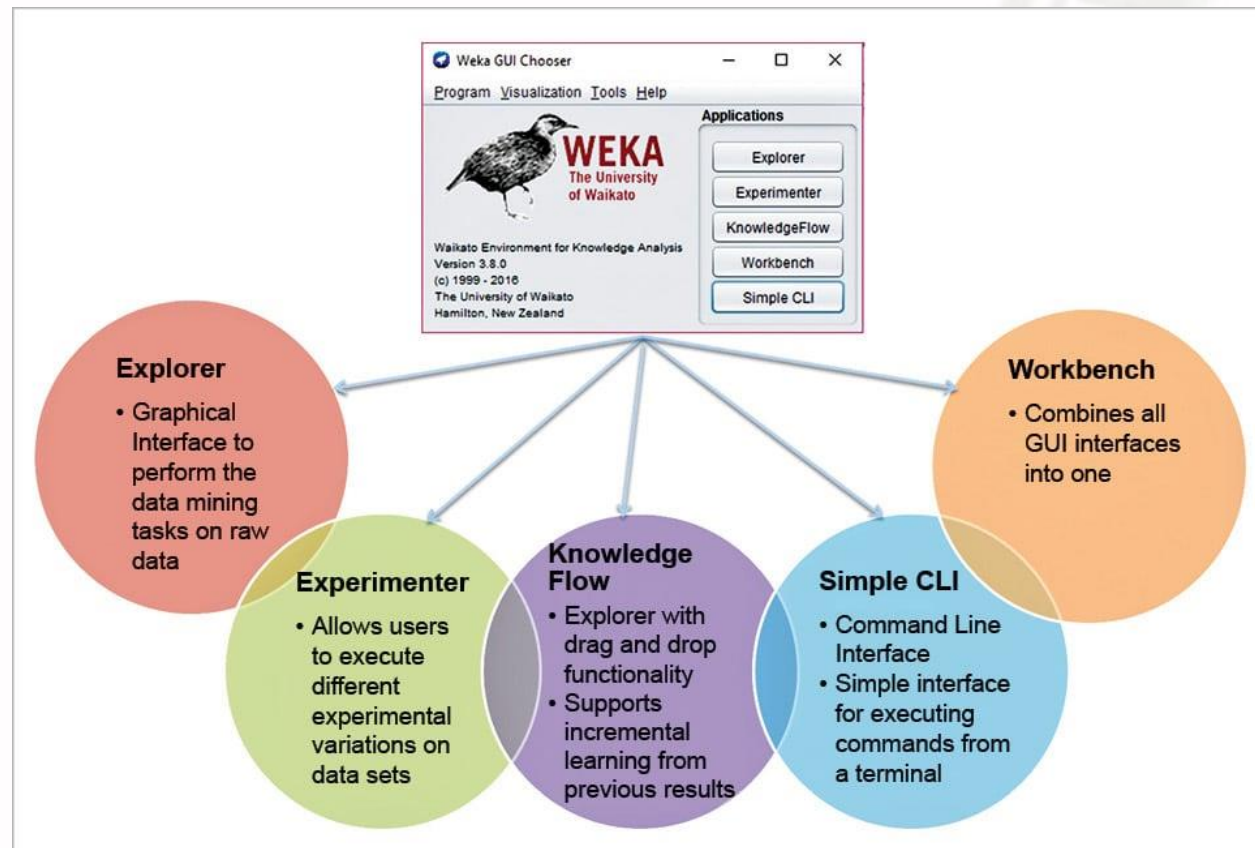 Weka GUI Chooser
Program Visualization Tools Help
WEKA
The University
of Waikato
Waikato Environment for Knowledge Analysis
Version 3.8.0
(c) 1999 - 2016
The University of Waikato
Hamilton, New Zealand
Applications
Explorer
Experimenter
KnowledgeFlow
Workbench
Simple CLI
Explorer
• Graphical
Interface to
perform the
data mining
tasks on raw
data
Experimenter
• Allows users
to execute
different
experimental
variations on
data sets
Knowledge
Flow
• Explorer with
drag and drop
functionality
• Supports
incremental
learning from
previous results
Simple CLI
• Command Line
Interface
• Simple interface
for executing
commands from
a terminal
Workbench
• Combines all
GUI interfaces
into one